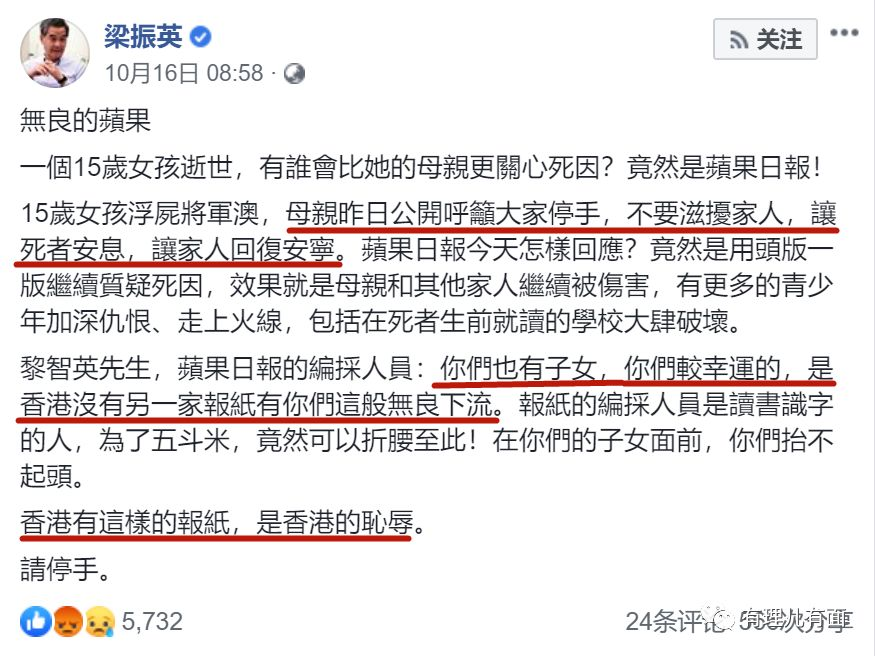 梁振英
10月16日 08:58 ·
关注
無良的蘋果
一個15歲女孩逝世，有誰會比她的母親更關心死因？竟然是蘋果日報！
15歲女孩浮屍將軍澳，母親昨日公開呼籲大家停手，不要滋擾家人，讓
死者安息，讓家人回復安寧。蘋果日報今天怎樣回應？竟然是用頭版一
版繼續質疑死因，效果就是母親和其他家人繼續被傷害，有更多的青少
年加深仇恨、走上火線，包括在死者生前就讀的學校大肆破壞。
黎智英先生，蘋果日報的編採人員：你們也有子女，你們較幸運的，是
香港沒有另一家報紙有你們這般無良下流。報紙的編採人員是讀書識字
的人，為了五斗米，竟然可以折腰至此！在你們的子女面前，你們抬不
起頭。
香港有這樣的報紙，是香港的恥辱。
請停手。
5,732
24条评论
有理儿有面